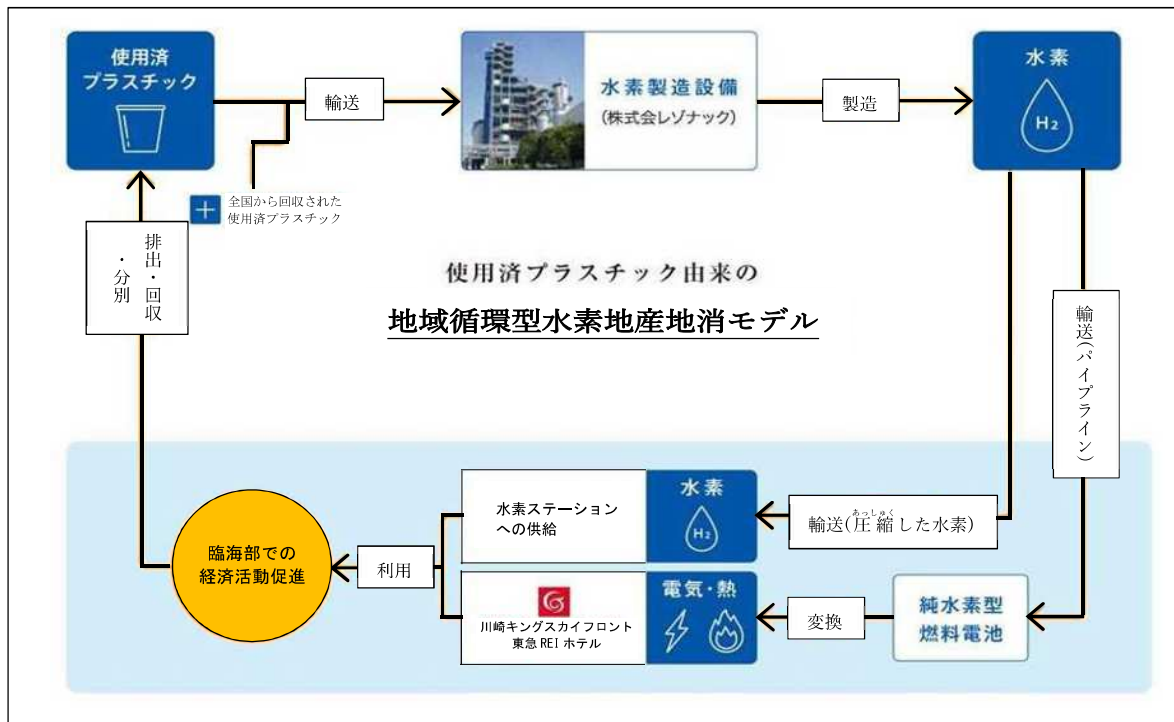 使用済
プラスチック
輸送
水素製造設備
(株式会レゾナック)
製造
水素
H2
＋
全国から回収された
使用済プラスチック
排出・回収
・分別
使用済プラスチック由来の
地域循環型水素地産地消モデル
輸送(パイプライン)
水素ステーション
への供給
水素
H2
あっしゅく
輸送(圧縮した水素)
臨海部での
経済活動促進
利用
川崎キングスカイフロント
東急REIホテル
電気・熱
変換
純水素型
燃料電池